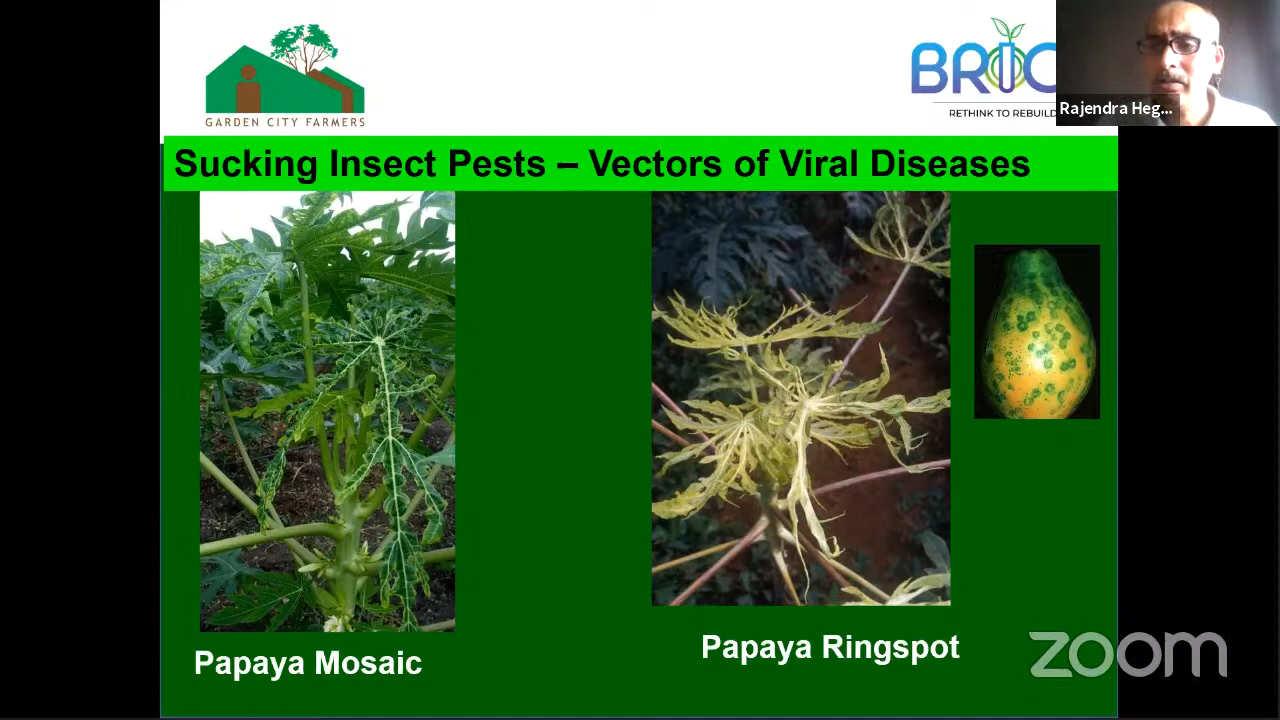 GARDEN CITY FARMERS
RETHINK TO REBUILD
Rajendra Heg...
Sucking Insect Pests – Vectors of Viral Diseases
Papaya Mosaic
Papaya Ringspot
zoom